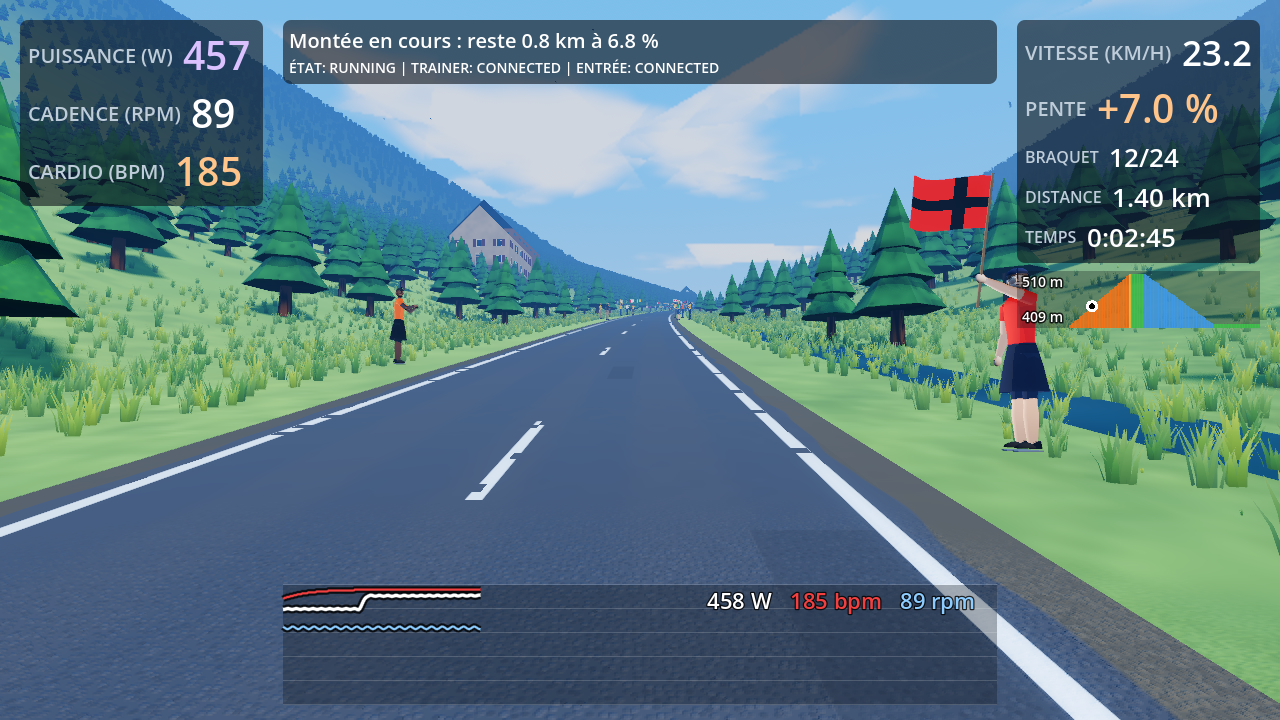 PUISSANCE (W) 457
CADENCE (RPM) 89
CARDIO (BPM) 185
Montée en cours : reste 0.8 km à 6.8 %
ÉTAT: RUNNING | TRAINER: CONNECTED | ENTRÉE: CONNECTED
VITESSE (KM/H) 23.2
PENTE +7.0 %
BRAQUET 12/24
DISTANCE 1.40 km
TEMPS 0:02:45
510 m
409 m
458 W 185 bpm 89 rpm